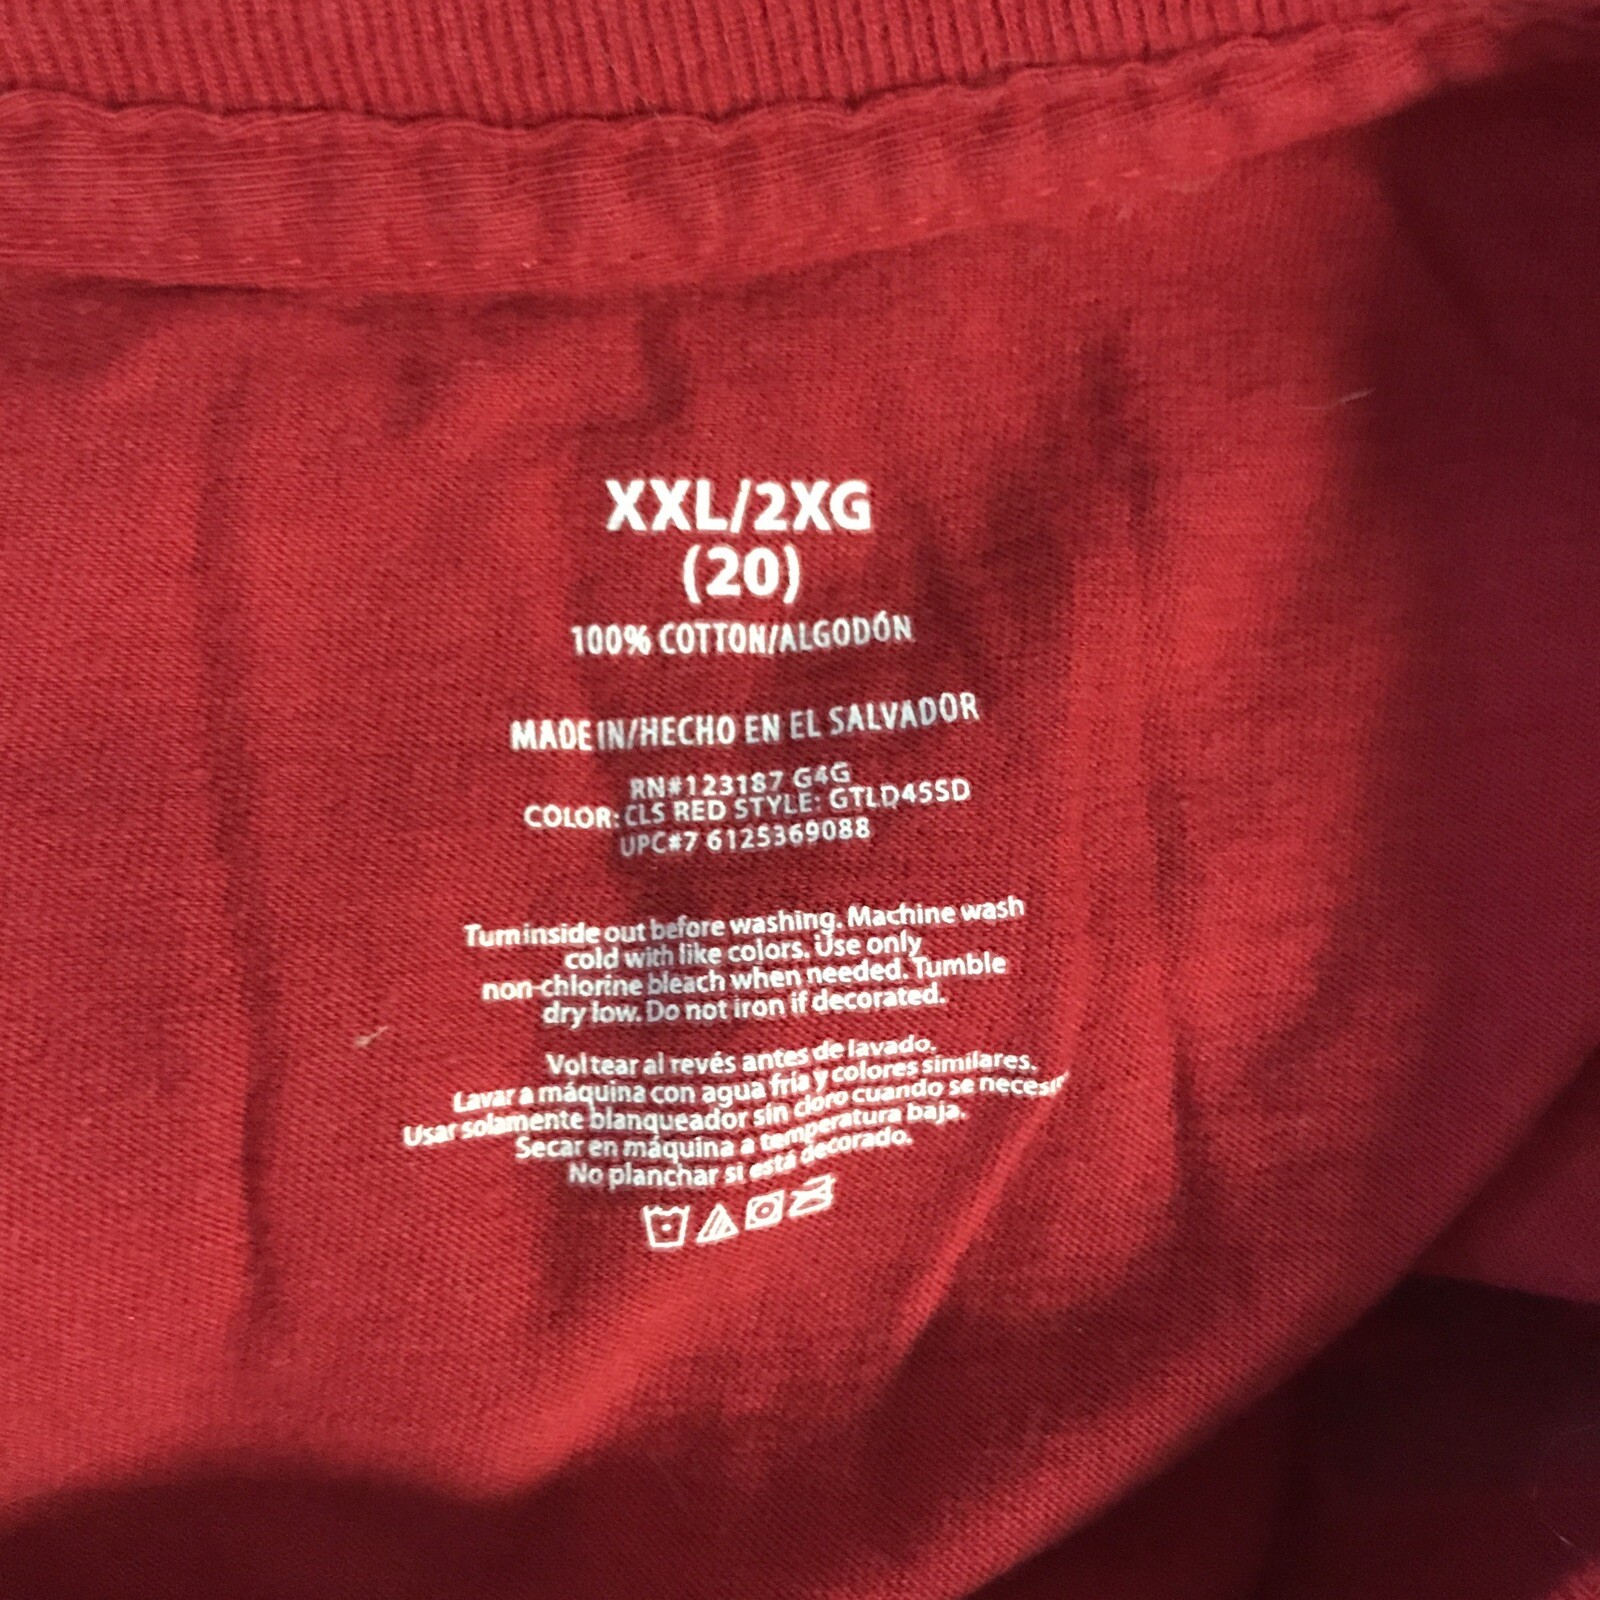 XXL/2XG
(20)
100% COTTON/ALGODÓN
MADE IN/HECHO EN EL SALVADOR
RN#123187 G4G
COLOR: CLS RED STYLE: GTLD45SD
UPC#7 6125369088
Turn inside out before washing. Machine wash
cold with like colors. Use only
non-chlorine bleach when needed. Tumble
dry low. Do not iron if decorated.
Voltear al revés antes de lavado.
Lavar a máquina con agua fría y colores similares.
Usar solamente blanqueador sin cloro cuando se
Secar en máquina a temperatura baja.
No planchar si está decorado.